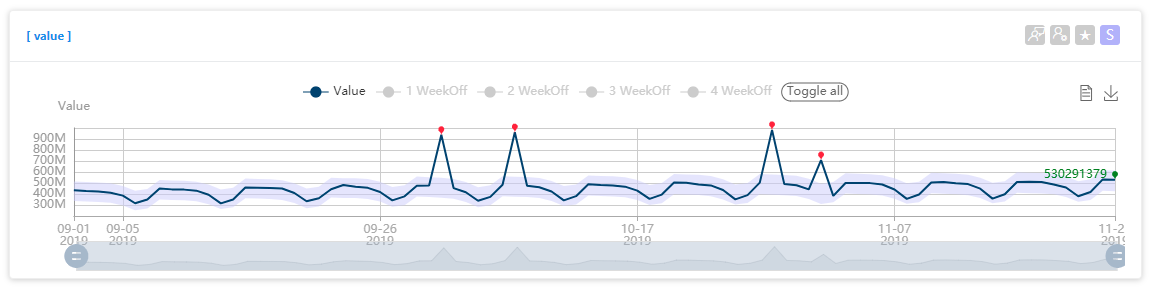 [ value ]
S
Value 1 WeekOff 2 WeekOff 3 WeekOff 4 WeekOff Toggle all
Value
900M
800M
700M
600M
500M
400M
300M
530291379
09-01 09-05 09-26 10-17 11-07 11-2
2019 2019 2019 2019 2019 2019